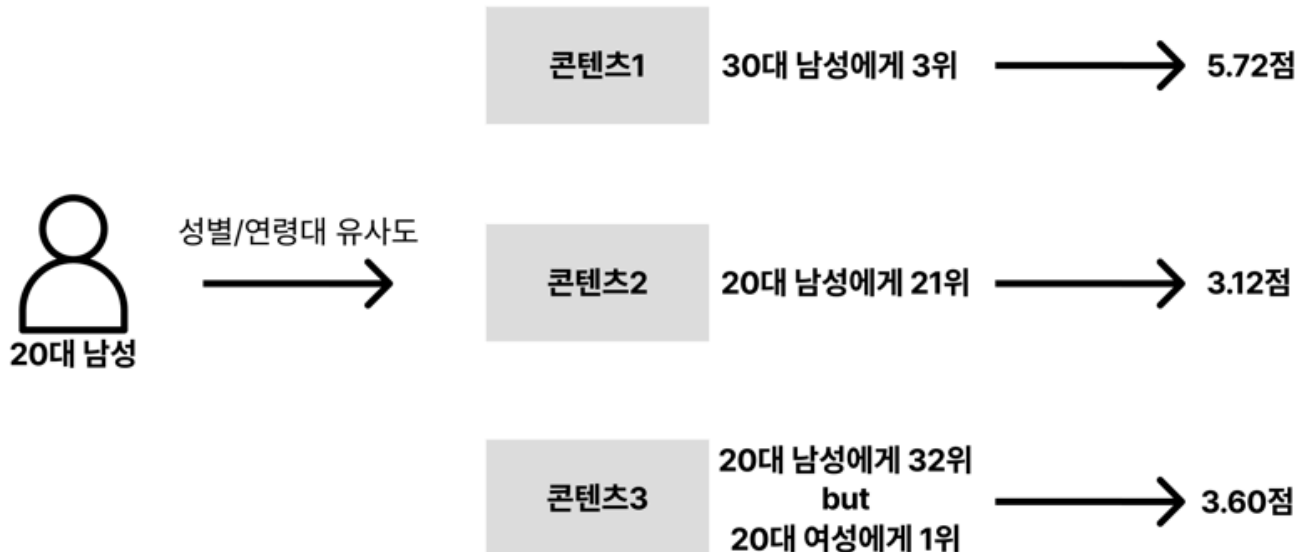 콘텐츠1
30대 남성에게 3위
5.72점
성별/연령대 유사도
20대 남성
콘텐츠2
20대 남성에게 21위
3.12점
콘텐츠3
20대 남성에게 32위
but
20대 여성에게 1위
3.60점